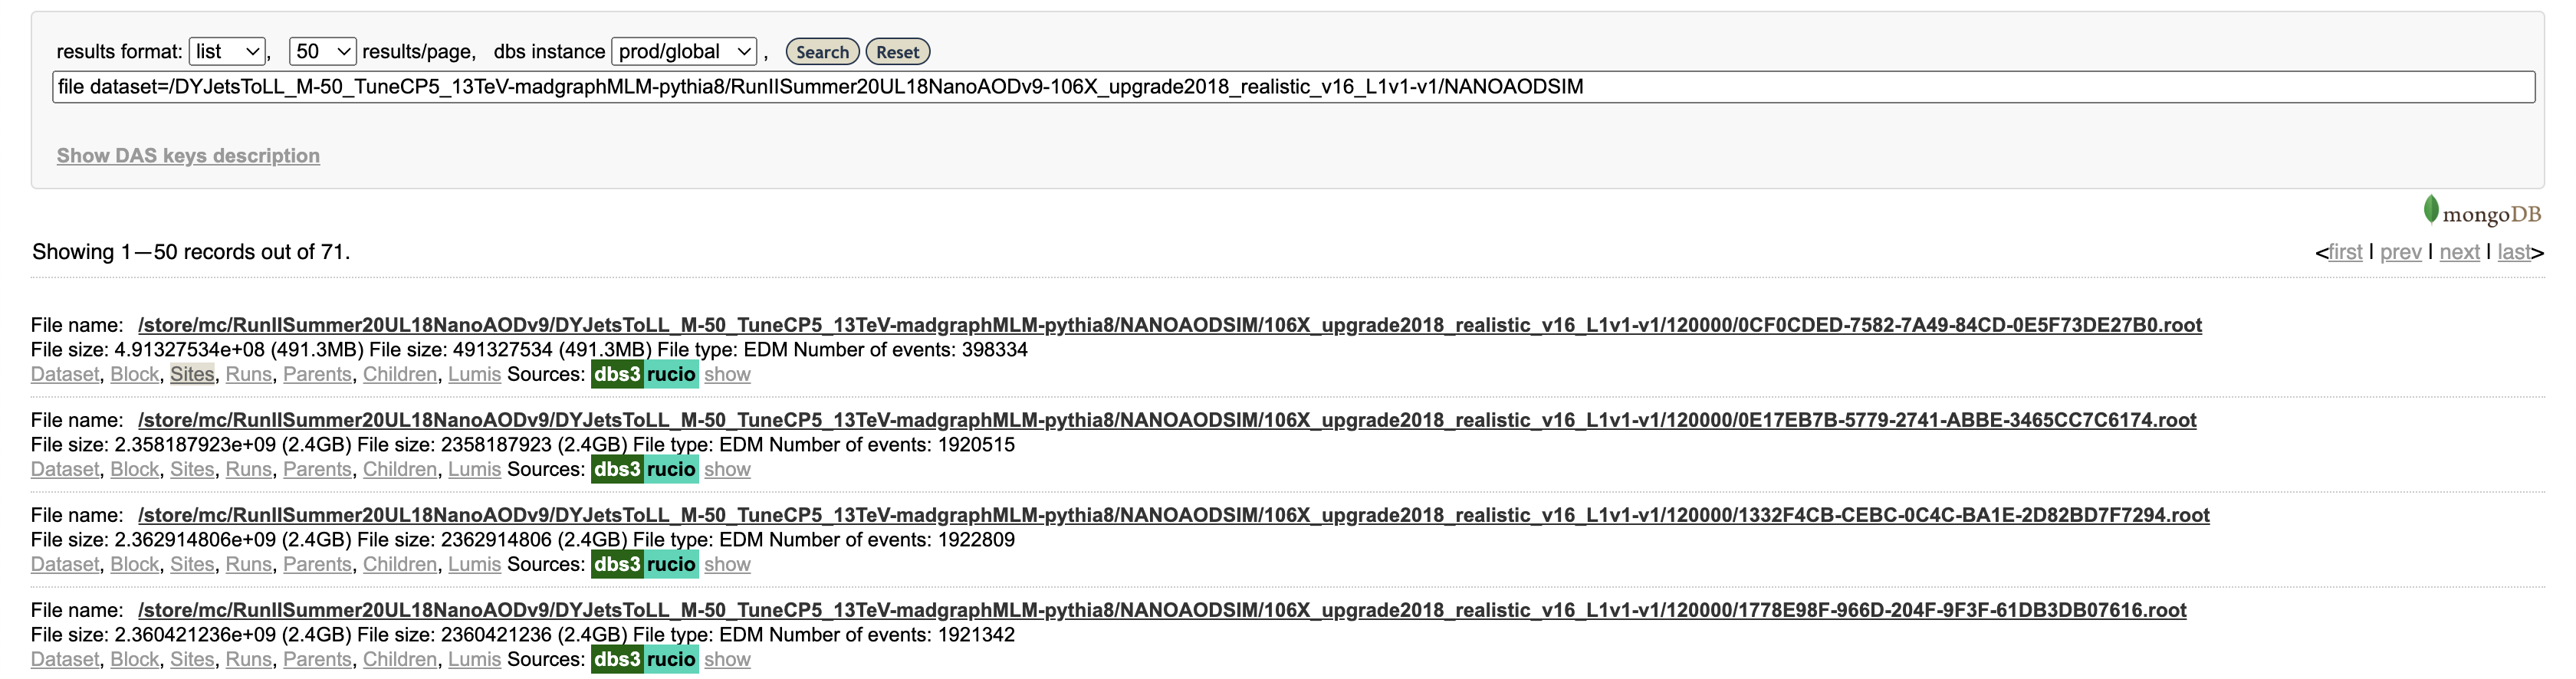 results format: list, 50 results/page, dbs instance prod/global , Search Reset
file dataset=/DYJetsToLL_M-50_TuneCP5_13TeV-madgraphMLM-pythia8/RunIISummer20UL18NanoAODv9-106X_upgrade2018_realistic_v16_L1v1-v1/NANOAODSIM
Show DAS keys description
mongoDB
Showing 1—50 records out of 71.
<first | prev | next | last>
File name: /store/mc/RunIISummer20UL18NanoAODv9/DYJetsToLL_M-50_TuneCP5_13TeV-madgraphMLM-pythia8/NANOAODSIM/106X_upgrade2018_realistic_v16_L1v1-v1/120000/0CF0CDED-7582-7A49-84CD-0E5F73DE27B0.root
File size: 4.91327534e+08 (491.3MB) File size: 491327534 (491.3MB) File type: EDM Number of events: 398334
Dataset, Block, Sites, Runs, Parents, Children, Lumis Sources: dbs3 rucio show
File name: /store/mc/RunIISummer20UL18NanoAODv9/DYJetsToLL_M-50_TuneCP5_13TeV-madgraphMLM-pythia8/NANOAODSIM/106X_upgrade2018_realistic_v16_L1v1-v1/120000/0E17EB7B-5779-2741-ABBE-3465CC7C6174.root
File size: 2.358187923e+09 (2.4GB) File size: 2358187923 (2.4GB) File type: EDM Number of events: 1920515
Dataset, Block, Sites, Runs, Parents, Children, Lumis Sources: dbs3 rucio show
File name: /store/mc/RunIISummer20UL18NanoAODv9/DYJetsToLL_M-50_TuneCP5_13TeV-madgraphMLM-pythia8/NANOAODSIM/106X_upgrade2018_realistic_v16_L1v1-v1/120000/1332F4CB-CEBC-0C4C-BA1E-2D82BD7F7294.root
File size: 2.362914806e+09 (2.4GB) File size: 2362914806 (2.4GB) File type: EDM Number of events: 1922809
Dataset, Block, Sites, Runs, Parents, Children, Lumis Sources: dbs3 rucio show
File name: /store/mc/RunIISummer20UL18NanoAODv9/DYJetsToLL_M-50_TuneCP5_13TeV-madgraphMLM-pythia8/NANOAODSIM/106X_upgrade2018_realistic_v16_L1v1-v1/120000/1778E98F-966D-204F-9F3F-61DB3DB07616.root
File size: 2.360421236e+09 (2.4GB) File size: 2360421236 (2.4GB) File type: EDM Number of events: 1921342
Dataset, Block, Sites, Runs, Parents, Children, Lumis Sources: dbs3 rucio show